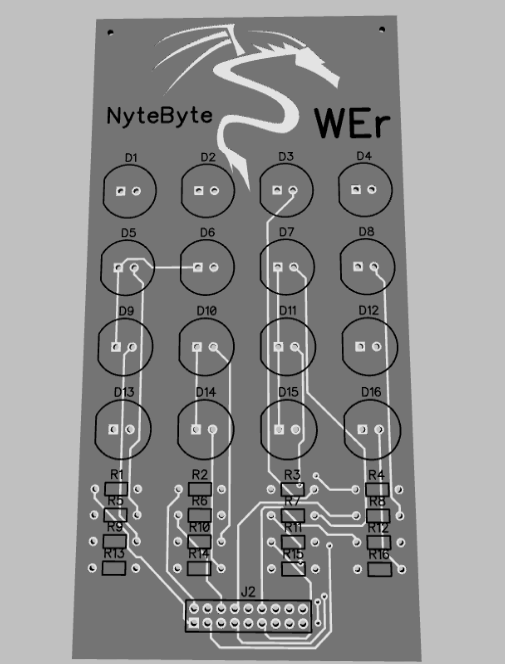 NyteByte WEr
D1 D2 D3 D4
D5 D6 D7 D8
D9 D10 D11 D12
D13 D14 D15 D16
R1 R2 R3 R4
R5 R6 R7 R8
R9 R10 R11 R12
R13 R14 R15 R16
J2